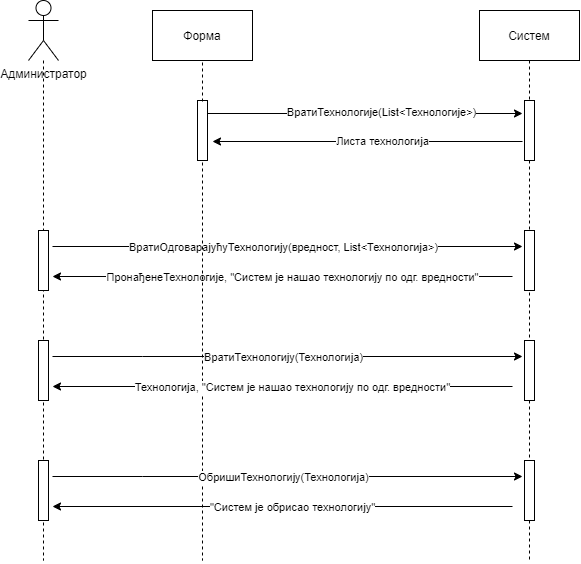 Форма
Систем
Администратор
ВратиТехнологије(List<Технологије>)
Листа технологија
ВратиОдговарајућуТехнологију(вредност, List<Технологија>)
ПронађенеТехнологије, "Систем је нашао технологију по одг. вредности"
ВратиТехнологију(Технологија)
Технологија, "Систем је нашао технологију по одг. вредности"
ОбришиТехнологију(Технологија)
"Систем је обрисао технологију"